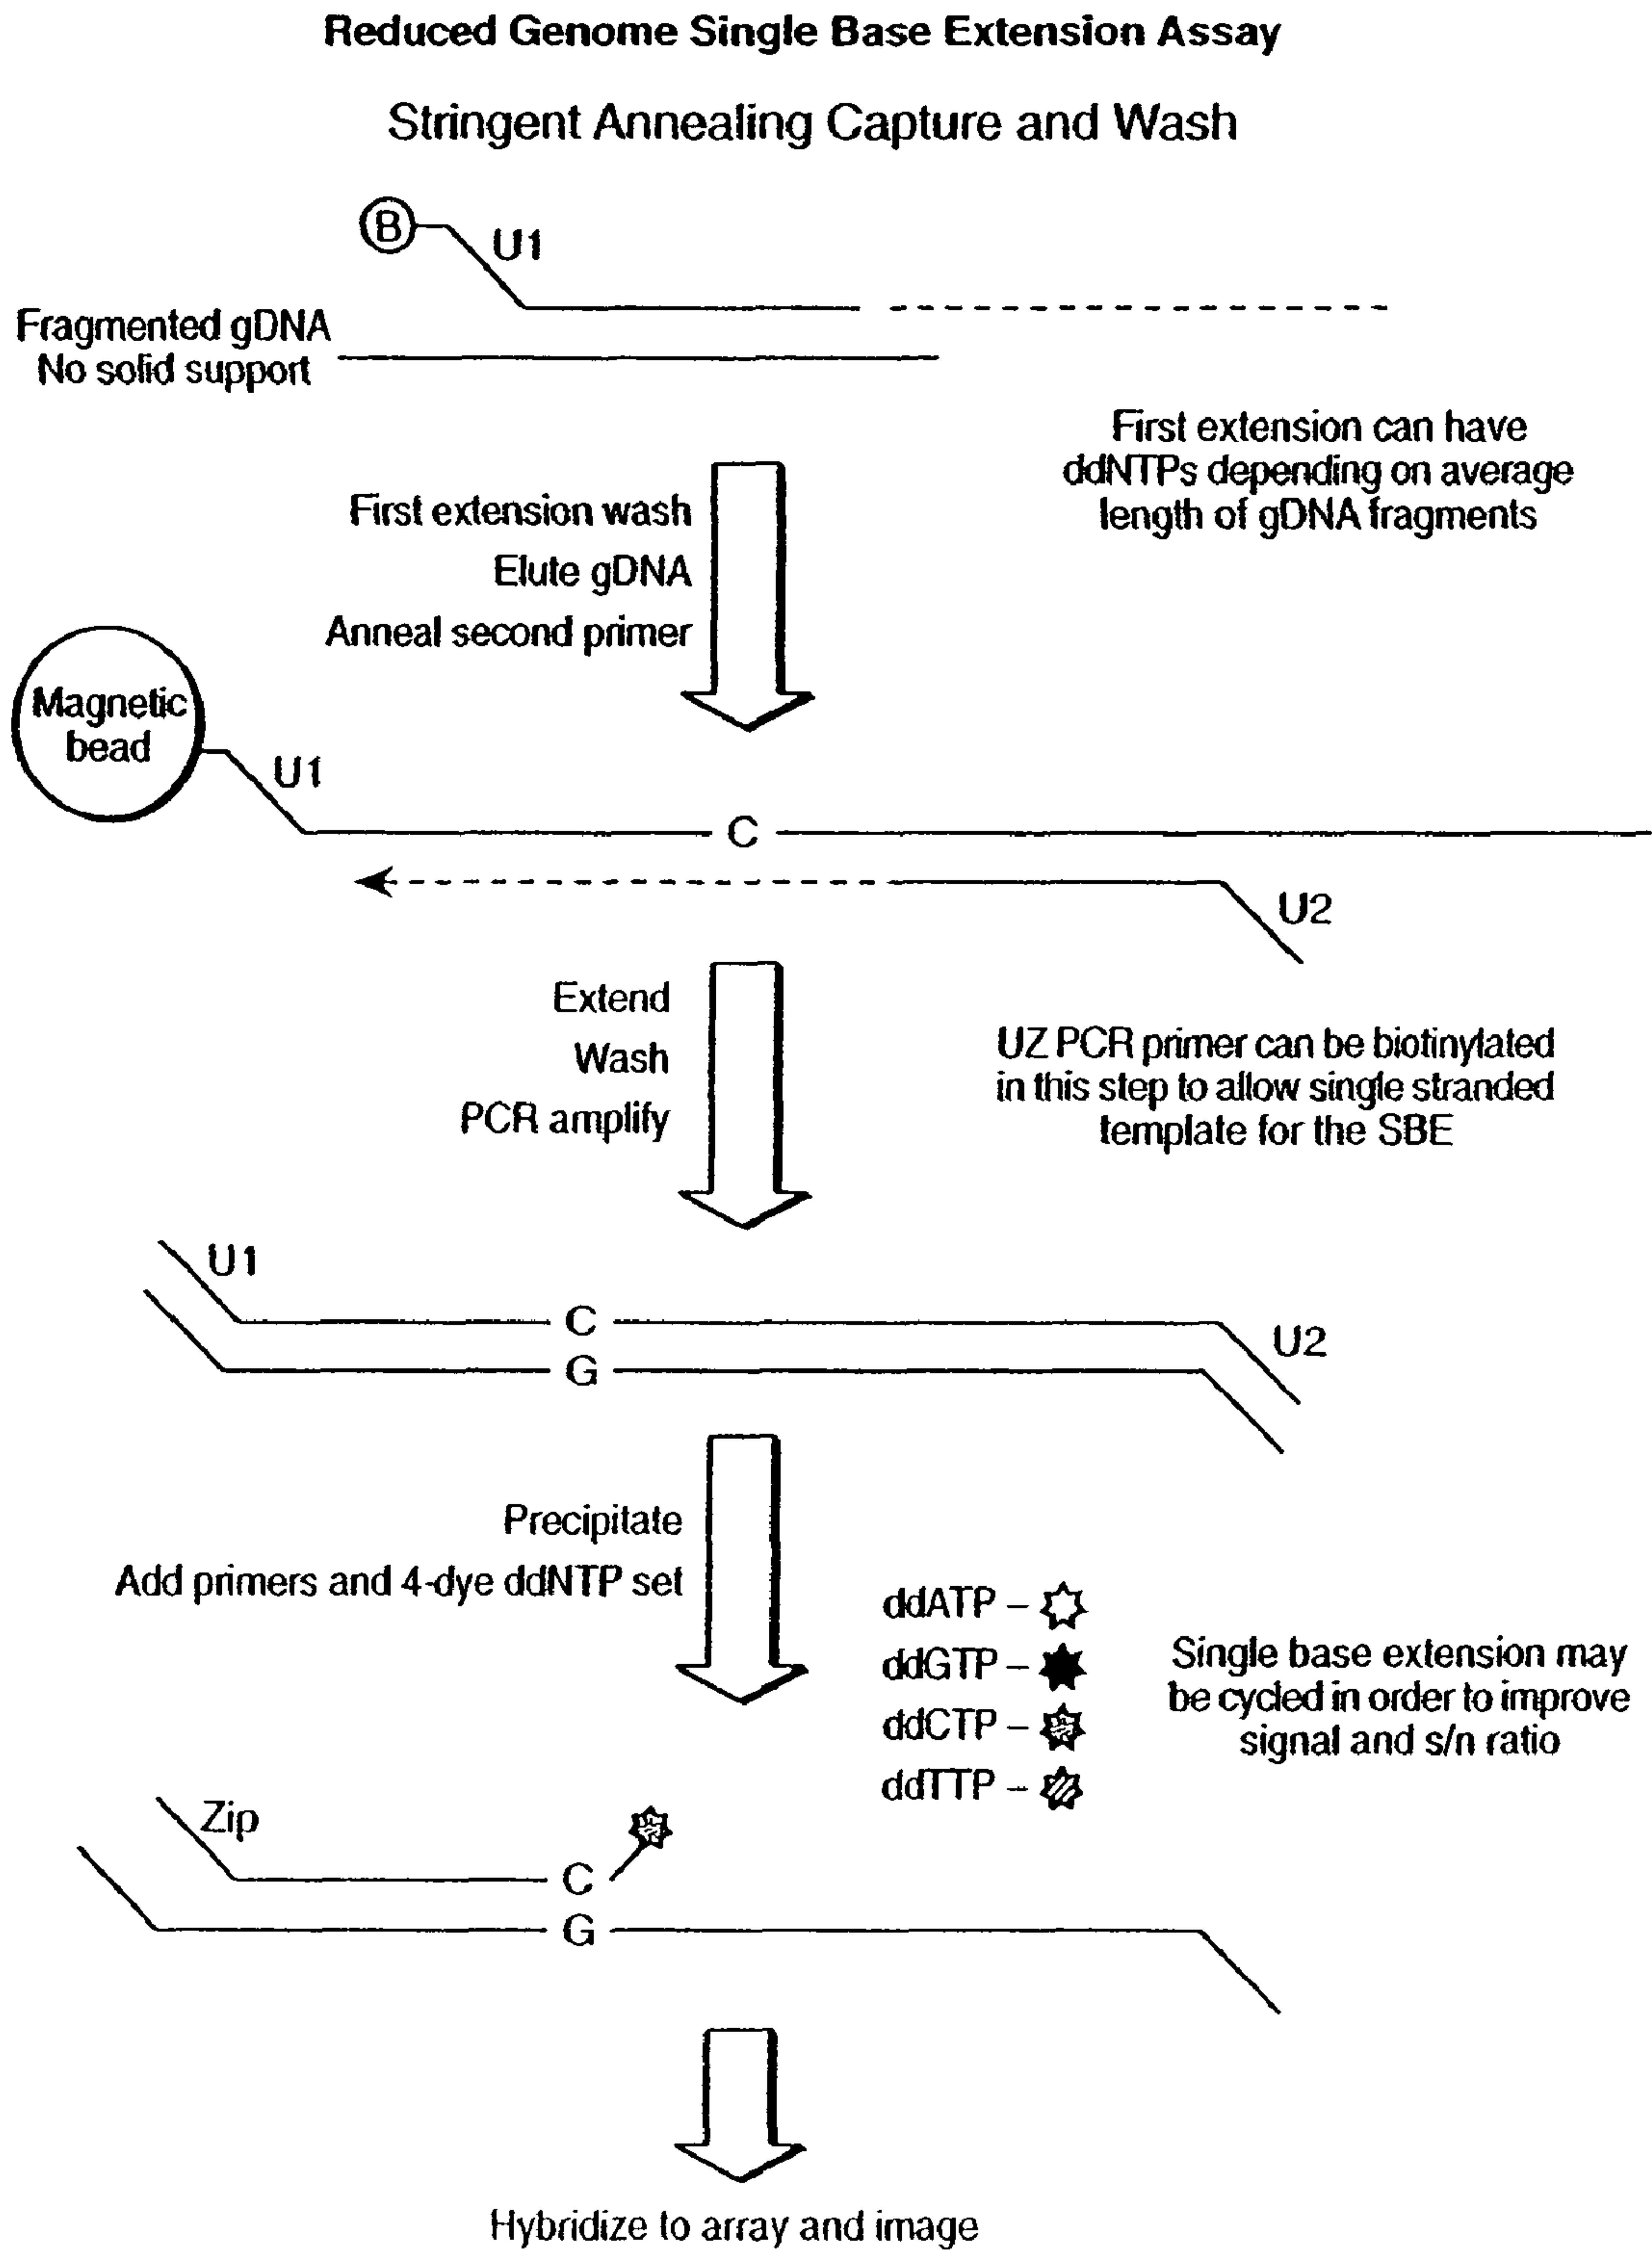 Reduced Genome Single Base Extension Assay
Stringent Annealing Capture and Wash
B
U1
Fragmented gDNA
No solid support
First extension can have
ddNTPs depending on average
length of gDNA fragments
First extension wash
Elute gDNA
Anneal second primer
Magnetic
bead
U1
C
U2
Extend
Wash
PCR amplify
UZ PCR primer can be biotinylated
in this step to allow single stranded
template for the SBE
U1
C
G
U2
Precipitate
Add primers and 4-dye ddNTP set
ddATP –
ddGTP –
ddCTP –
ddTTP –
Single base extension may
be cycled in order to improve
signal and s/n ratio
Zip
C
G
Hybridize to array and image